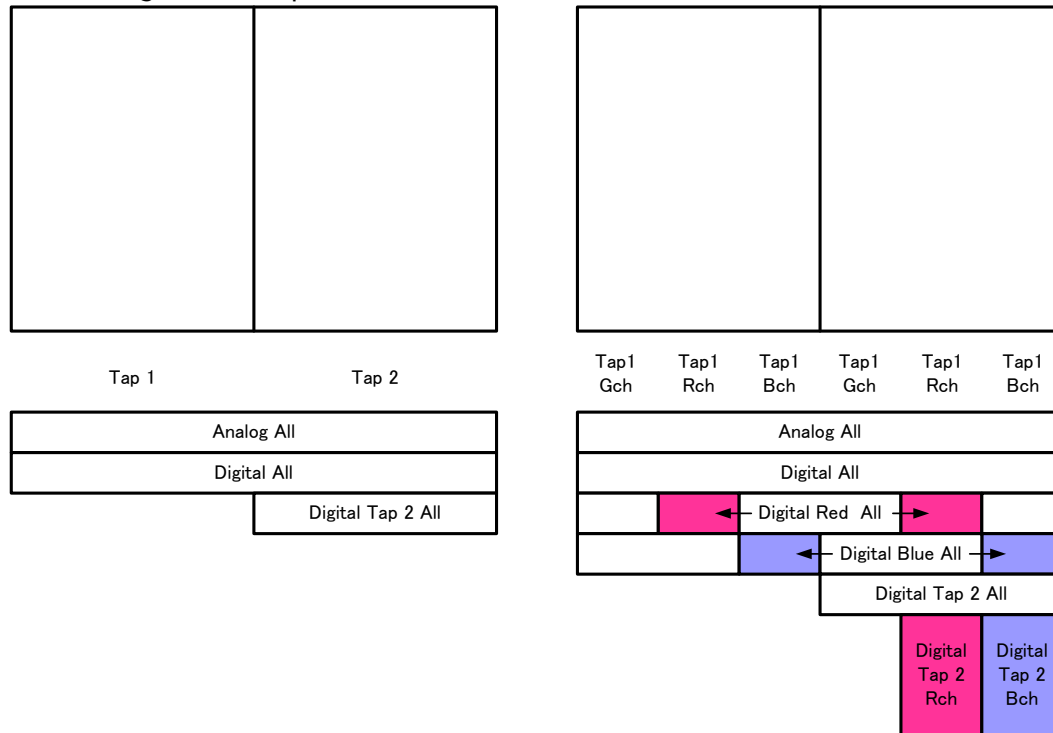 Tap 1
Tap 2
Analog All
Digital All
Digital Tap 2 All
Tap1 Gch
Tap1 Rch
Tap1 Bch
Tap1 Gch
Tap1 Rch
Tap1 Bch
Analog All
Digital All
Digital Red All
Digital Blue All
Digital Tap 2 All
Digital
Tap 2
Rch
Digital
Tap 2
Bch